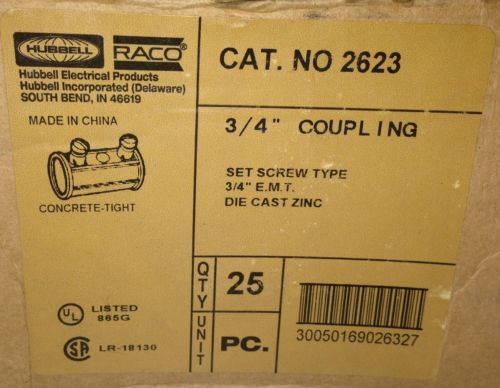 HUBBELL
RACO
Hubbell Electrical Products
Hubbell Incorporated (Delaware)
SOUTH BEND, IN 46619
CAT. NO 2623
MADE IN CHINA
3/4" COUPLING
SET SCREW TYPE
3/4" E.M.T.
DIE CAST ZINC
CONCRETE-TIGHT
UL LISTED
865G
SA LR-18130
QTY
25
UNIT
PC.
30050169026327